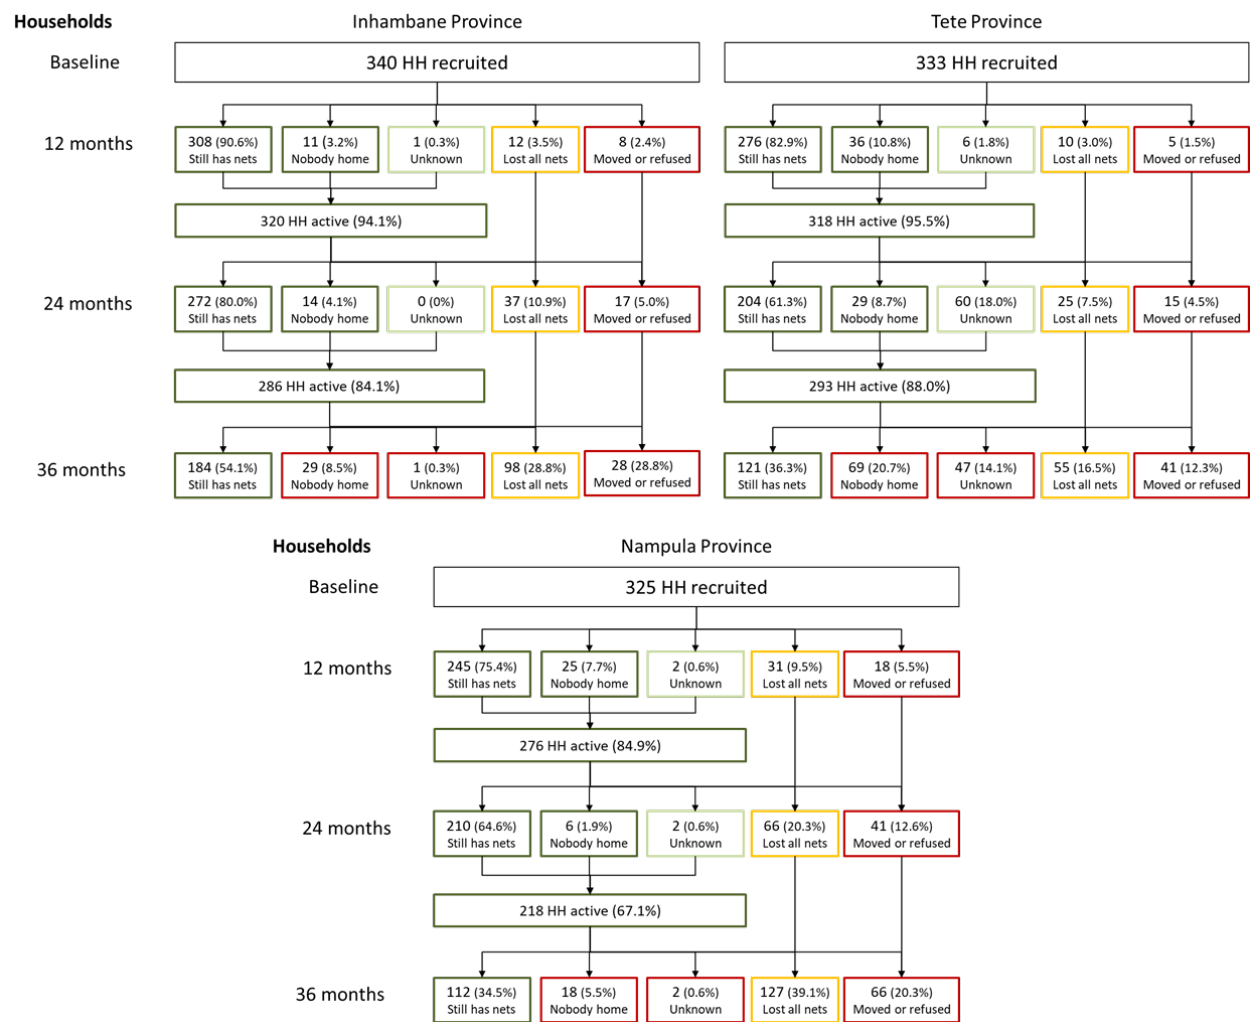 Households
Inhambane Province
Tete Province
Baseline
340 HH recruited
333 HH recruited
12 months
308 (90.6%)
Still has nets
11 (3.2%)
Nobody home
1 (0.3%)
Unknown
12 (3.5%)
Lost all nets
8 (2.4%)
Moved or refused
276 (82.9%)
Still has nets
36 (10.8%)
Nobody home
6 (1.8%)
Unknown
10 (3.0%)
Lost all nets
5 (1.5%)
Moved or refused
320 HH active (94.1%)
318 HH active (95.5%)
24 months
272 (80.0%)
Still has nets
14 (4.1%)
Nobody home
0 (0%)
Unknown
37 (10.9%)
Lost all nets
17 (5.0%)
Moved or refused
204 (61.3%)
Still has nets
29 (8.7%)
Nobody home
60 (18.0%)
Unknown
25 (7.5%)
Lost all nets
15 (4.5%)
Moved or refused
286 HH active (84.1%)
293 HH active (88.0%)
36 months
184 (54.1%)
Still has nets
29 (8.5%)
Nobody home
1 (0.3%)
Unknown
98 (28.8%)
Lost all nets
28 (28.8%)
Moved or refused
121 (36.3%)
Still has nets
69 (20.7%)
Nobody home
47 (14.1%)
Unknown
55 (16.5%)
Lost all nets
41 (12.3%)
Moved or refused
Households
Nampula Province
Baseline
325 HH recruited
12 months
245 (75.4%)
Still has nets
25 (7.7%)
Nobody home
2 (0.6%)
Unknown
31 (9.5%)
Lost all nets
18 (5.5%)
Moved or refused
276 HH active (84.9%)
24 months
210 (64.6%)
Still has nets
6 (1.9%)
Nobody home
2 (0.6%)
Unknown
66 (20.3%)
Lost all nets
41 (12.6%)
Moved or refused
218 HH active (67.1%)
36 months
112 (34.5%)
Still has nets
18 (5.5%)
Nobody home
2 (0.6%)
Unknown
127 (39.1%)
Lost all nets
66 (20.3%)
Moved or refused